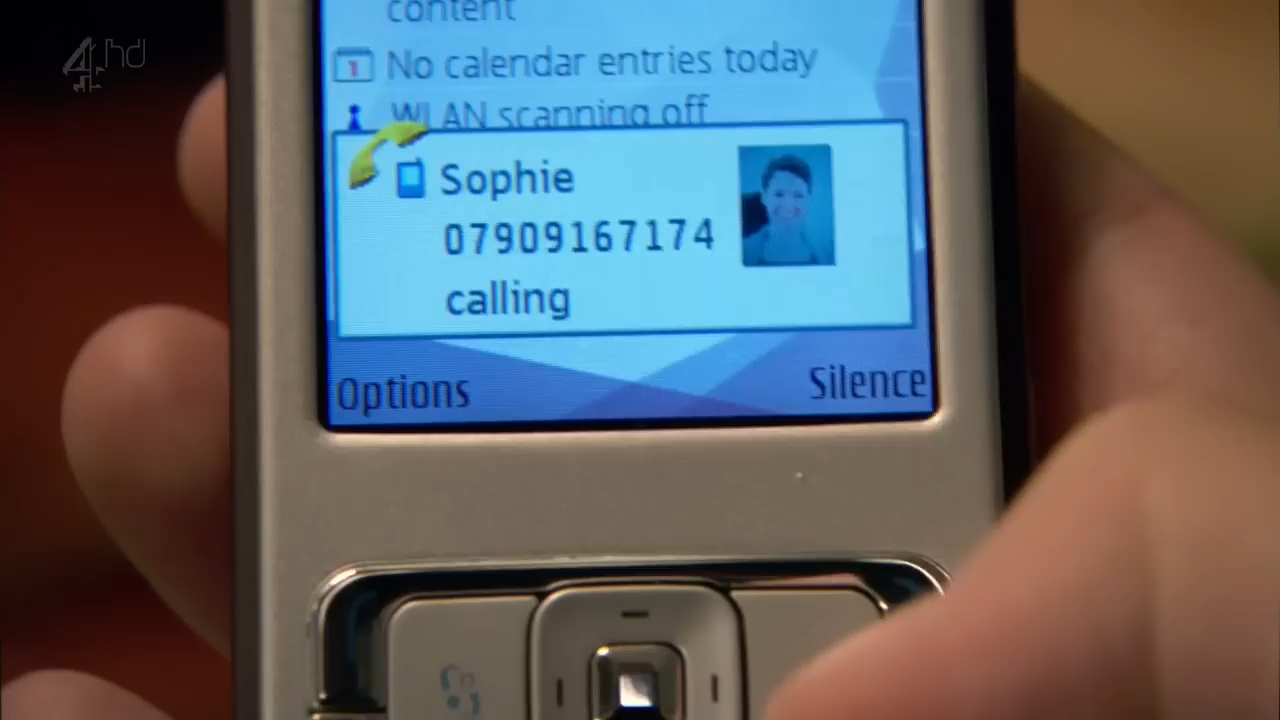 4hd
content
No calendar entries today
WLAN scanning off
Sophie
07909167174
calling
Options
Silence